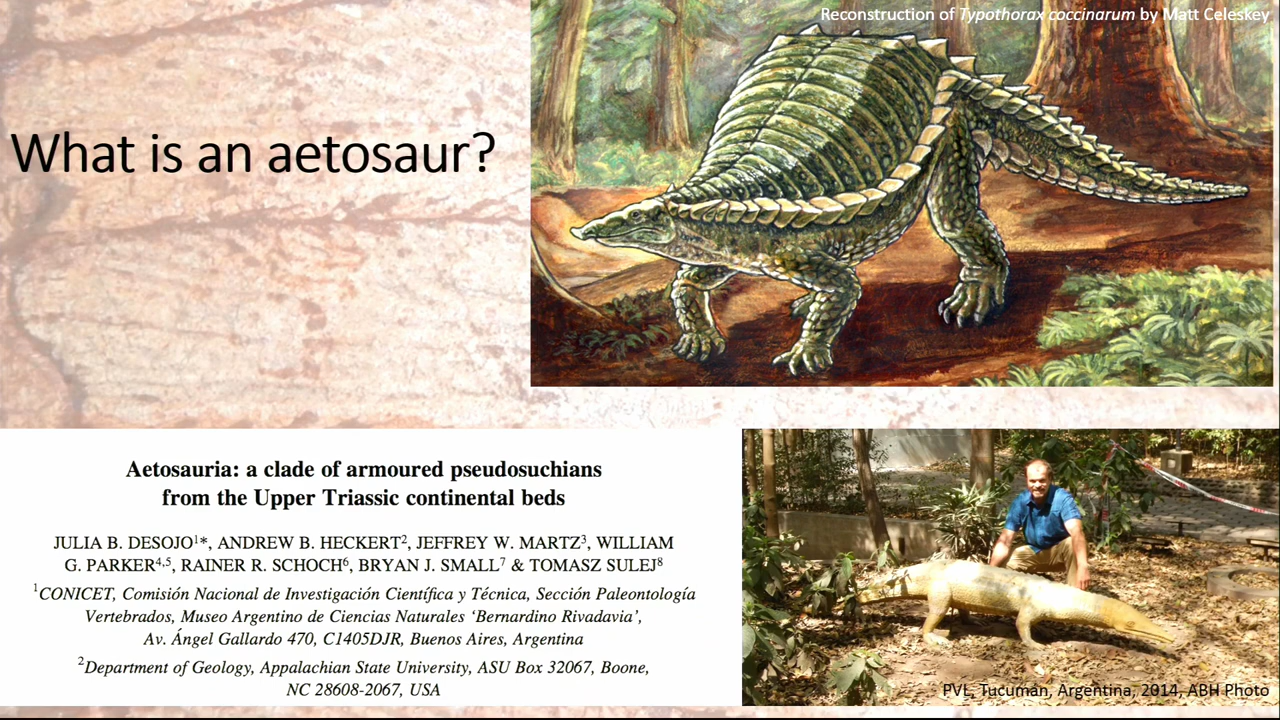 Reconstruction of Typothorax coccinarum by Matt Celeskey
What is an aetosaur?
Aetosauria: a clade of armoured pseudosuchians
from the Upper Triassic continental beds
JULIA B. DESOJO1*, ANDREW B. HECKERT2, JEFFREY W. MARTZ3, WILLIAM
G. PARKER4,5, RAINER R. SCHOCH6, BRYAN J. SMALL7 & TOMASZ SULEJ8
1CONICET, Comisión Nacional de Investigación Científica y Técnica, Sección Paleontología
Vertebrados, Museo Argentino de Ciencias Naturales ‘Bernardino Rivadavia’,
Av. Ángel Gallardo 470, C1405DJR, Buenos Aires, Argentina
2Department of Geology, Appalachian State University, ASU Box 32067, Boone,
NC 28608-2067, USA
PVL, Tucuman, Argentina, 2014, ABH Photo